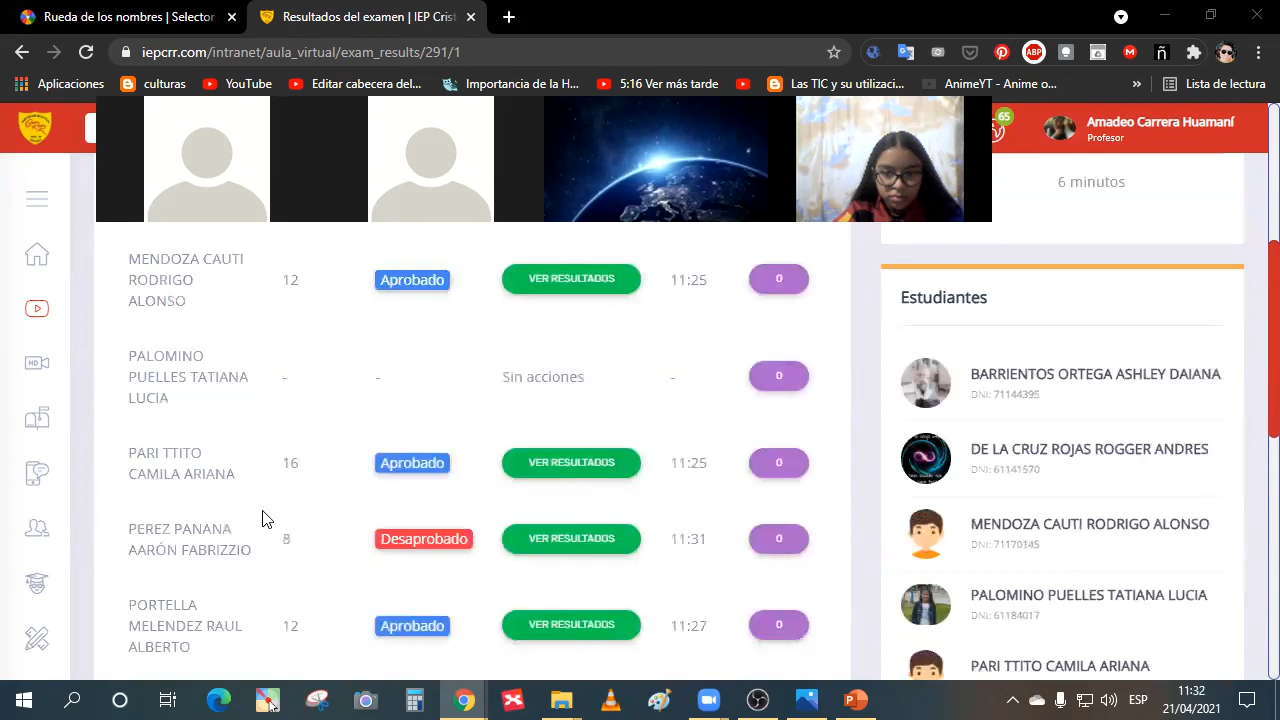 Rueda de los nombres | Selector
Resultados del examen | IEP Crist
iepcrr.com/intranet/aula_virtual/exam_results/291/1
ABP
ñ
Aplicaciones
culturas
YouTube
Editar cabecera del...
Importancia de la H...
5:16 Ver más tarde
Las TIC y su utilizaci...
AnimeYT - Anime o...
»
Lista de lectura
65
Amadeo Carrera Huamaní
Profesor
6 minutos
MENDOZA CAUTI
RODRIGO
ALONSO
12
Aprobado
VER RESULTADOS
11:25
0
PALOMINO
PUELLES TATIANA
LUCIA
-
-
Sin acciones
-
0
PARI TTITO
CAMILA ARIANA
16
Aprobado
VER RESULTADOS
11:25
0
PEREZ PANANA
AARÓN FABRIZZIO
Desaprobado
VER RESULTADOS
11:31
0
PORTELLA
MELENDEZ RAUL
ALBERTO
12
Aprobado
VER RESULTADOS
11:27
0
Estudiantes
BARRIENTOS ORTEGA ASHLEY DAIANA
DNI: 71144395
DE LA CRUZ ROJAS ROGGER ANDRES
DNI: 61141570
MENDOZA CAUTI RODRIGO ALONSO
DNI: 71170145
PALOMINO PUELLES TATIANA LUCIA
DNI: 61184017
PARI TTITO CAMILA ARIANA
HD
ESP
11:32
21/04/2021